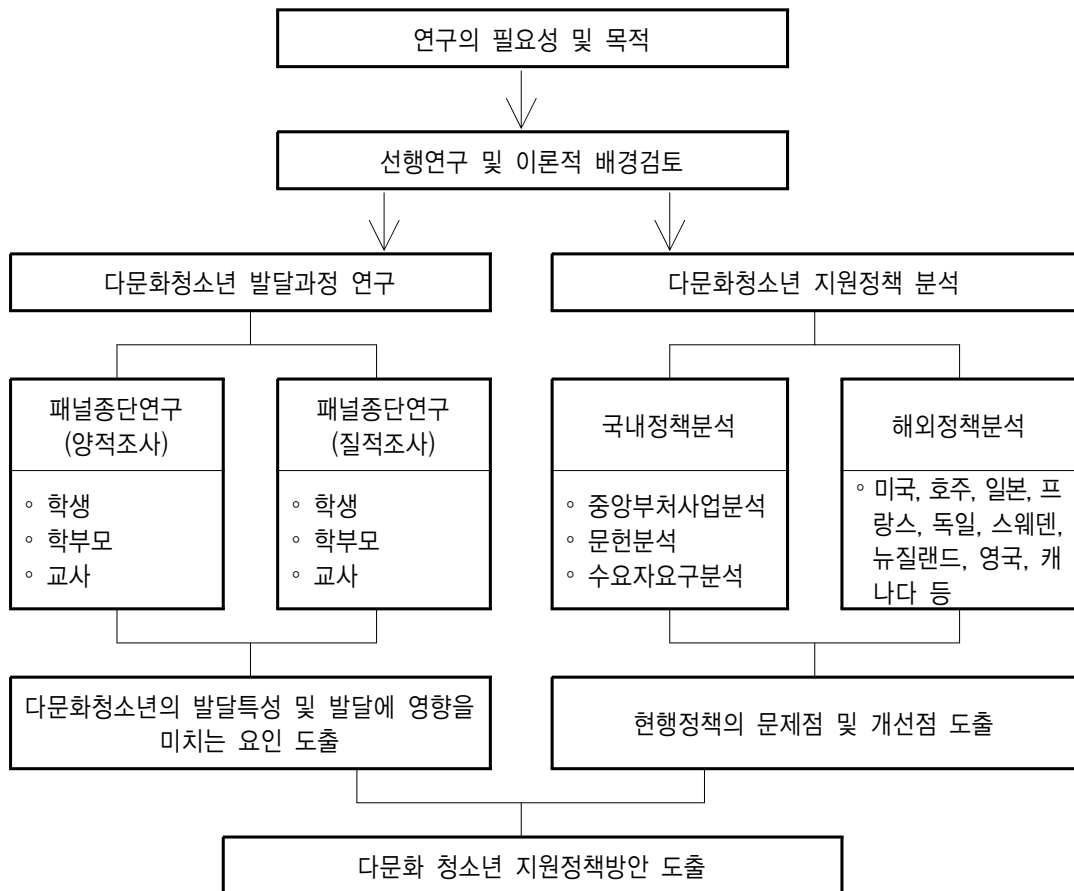 연구의 필요성 및 목적
선행연구 및 이론적 배경검토
다문화청소년 발달과정 연구
다문화청소년 지원정책 분석
패널종단연구
(양적조사)
◦ 학생
◦ 학부모
◦ 교사
패널종단연구
(질적조사)
◦ 학생
◦ 학부모
◦ 교사
국내정책분석
◦ 중앙부처사업분석
◦ 문헌분석
◦ 수요자요구분석
해외정책분석
◦ 미국, 호주, 일본, 프
랑스, 독일, 스웨덴,
뉴질랜드, 영국, 캐
나다 등
다문화청소년의 발달특성 및 발달에 영향을
미치는 요인 도출
현행정책의 문제점 및 개선점 도출
다문화 청소년 지원정책방안 도출